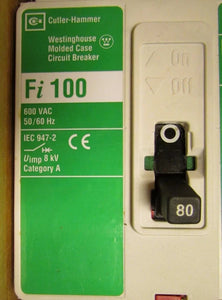 Cutler-Hammer
Westinghouse
Molded Case
Circuit Breaker
Fi 100
600 VAC
50/60 Hz
IEC 947-2
CE
Uimp 8 kV
Category A
On
Off
80